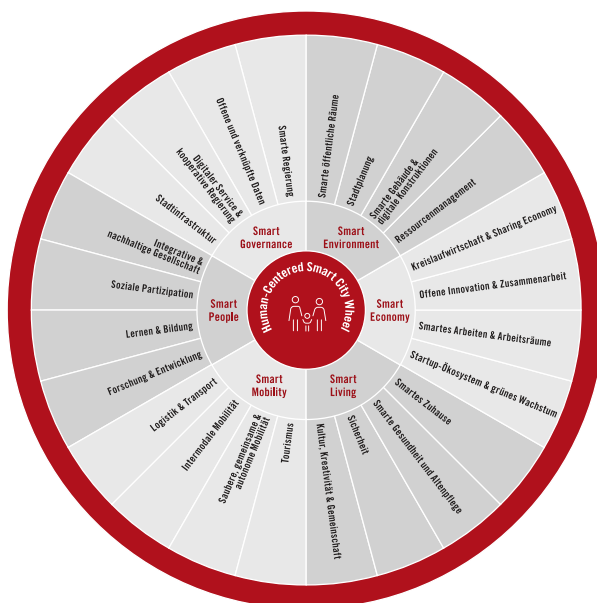 Human-Centered Smart City Wheel
Smart
Environment
Smarte öffentliche Räume
Stadtplanung
Smarte Gebäude &
digitale Konstruktionen
Ressourcenmanagement
Smart
Economy
Kreislaufwirtschaft & Sharing Economy
Offene Innovation & Zusammenarbeit
Smartes Arbeiten & Arbeitsräume
Startup-Ökosystem & grünes Wachstum
Smart
Living
Smartes Zuhause
Smarte Gesundheit und Altenpflege
Sicherheit
Kultur, Kreativität & Gemeinschaft
Smart
Mobility
Tourismus
Saubere, gemeinsame &
autonome Mobilität
Intermodale Mobilität
Logistik & Transport
Smart
People
Forschung & Entwicklung
Lernen & Bildung
Soziale Partizipation
Integrative &
nachhaltige Gesellschaft
Smart
Governance
Stadtinfrastruktur
Digitaler Service &
kooperative Regierung
Offene und verknüpfte Daten
Smarte Regierung